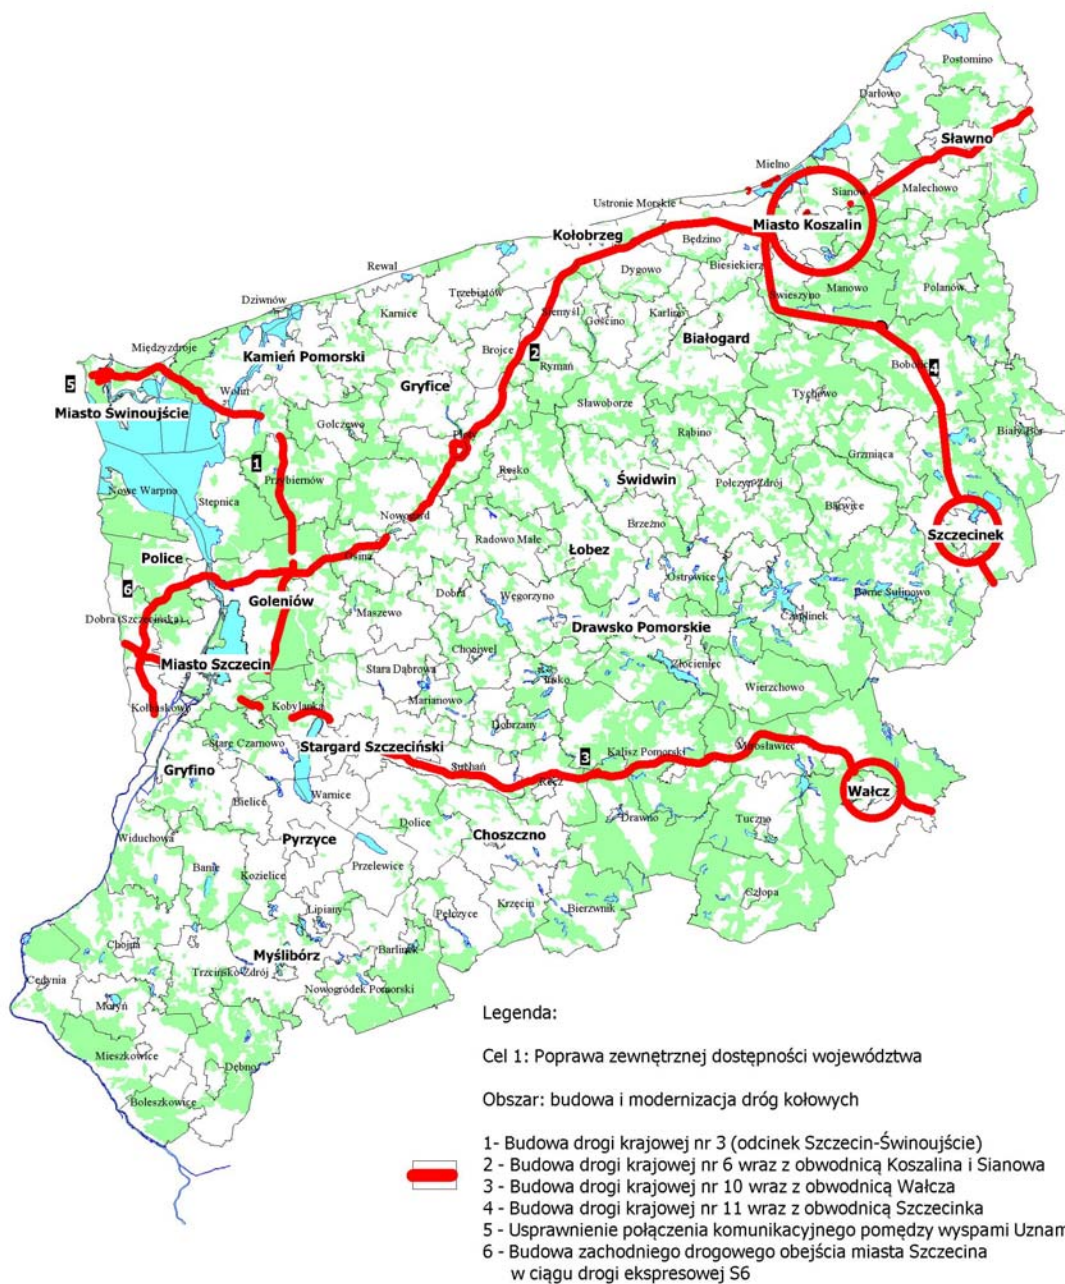 Postomino
Darłowo
Sławno
Mielno
Sianów
Malechowo
Ustronie Morskie
Miasto Koszalin
Kołobrzeg
Będzino
Rewal
Dygowo
Biesiekierz
Trzebiatów
Świeszyno
Manowo
Polanów
Dziwnów
Karnice
Siemyśl
Gościno
Karlino
Międzyzdroje
Białogard
Kamień Pomorski
Brojce
2
Rymań
Bobolice
4
5
Gryfice
Wolin
Tychowo
Miasto Świnoujście
Sławoborze
Golczewo
Płoty
Rąbino
Biały Bór
1
Grzmiąca
Przybiernów
Resko
Świdwin
Połczyn-Zdrój
Nowe Warpno
Stepnica
Barwice
Nowogard
Brzeżno
Szczecinek
Radowo Małe
Police
Osina
Łobez
Ostrowice
6
Goleniów
Dobra
Węgorzyno
Borne Sulinowo
Maszewo
Czaplinek
Dobra (Szczecińska)
Drawsko Pomorskie
Chociwel
Miasto Szczecin
Stara Dąbrowa
Złocieniec
Ińsko
Wierzchowo
Kołbaskowo
Kobylanka
Marianowo
Dobrzany
Stare Czarnowo
Stargard Szczeciński
3
Kalisz Pomorski
Mirosławiec
Gryfino
Suchań
Recz
Wałcz
Bielice
Warnice
Dolice
Drawno
Tuczno
Widuchowa
Pyrzyce
Choszczno
Banie
Kozielice
Przelewice
Człopa
Lipiany
Pełczyce
Krzęcin
Bierzwnik
Chojna
Myślibórz
Barlinek
Cedynia
Trzcińsko-Zdrój
Nowogródek Pomorski
Moryń
Mieszkowice
Dębno
Boleszkowice
Legenda:
Cel 1: Poprawa zewnętrznej dostępności województwa
Obszar: budowa i modernizacja dróg kołowych
1- Budowa drogi krajowej nr 3 (odcinek Szczecin-Świnoujście)
2 - Budowa drogi krajowej nr 6 wraz z obwodnicą Koszalina i Sianowa
3 - Budowa drogi krajowej nr 10 wraz z obwodnicą Wałcza
4 - Budowa drogi krajowej nr 11 wraz z obwodnicą Szczecinka
5 - Usprawnienie połączenia komunikacyjnego pomędzy wyspami Uznam
6 - Budowa zachodniego drogowego obejścia miasta Szczecina
w ciągu drogi ekspresowej S6